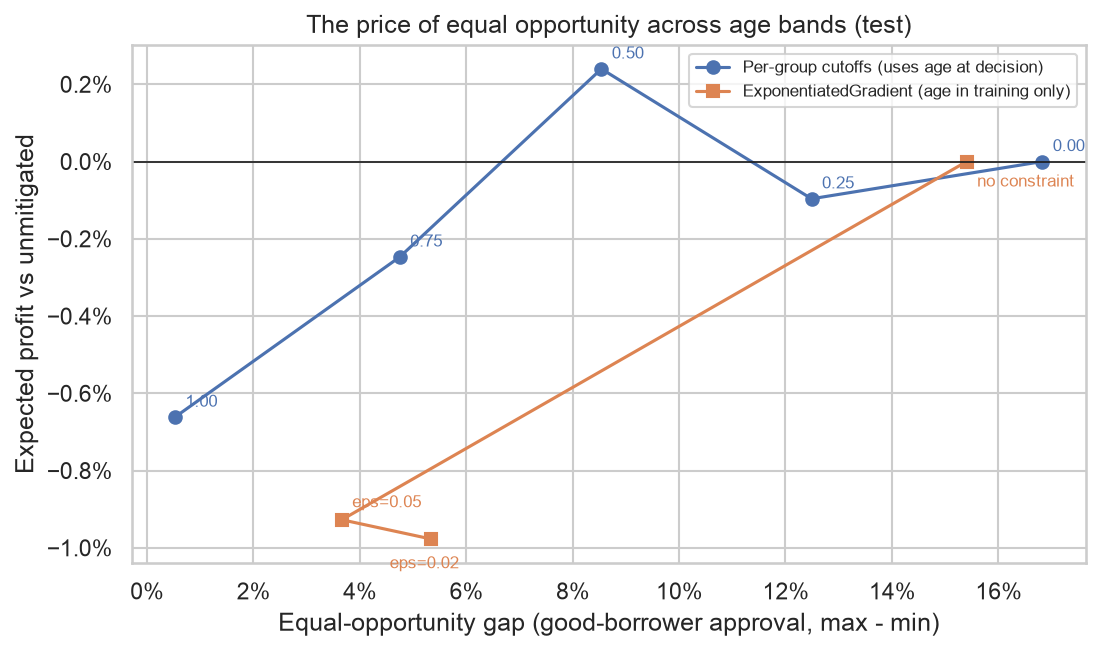 The price of equal opportunity across age bands (test)
Expected profit vs unmitigated
0.2%
0.0%
−0.2%
−0.4%
−0.6%
−0.8%
−1.0%
Per-group cutoffs (uses age at decision)
ExponentiatedGradient (age in training only)
0.50
0.00
0.25
no constraint
0.75
1.00
eps=0.05
eps=0.02
0%
2%
4%
6%
8%
10%
12%
14%
16%
Equal-opportunity gap (good-borrower approval, max - min)